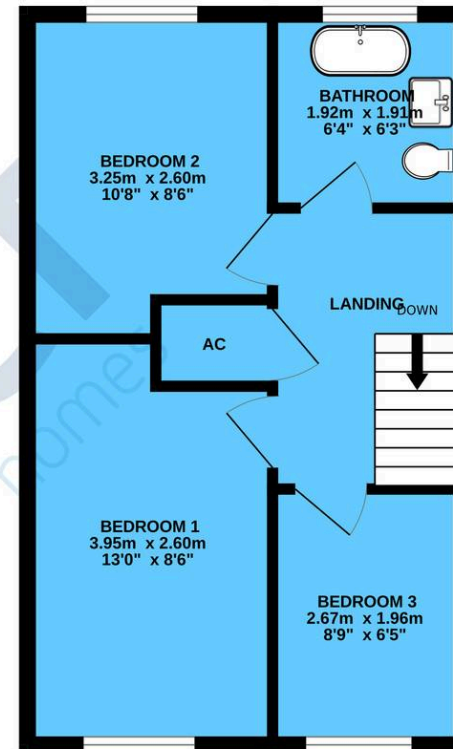 BATHROOM
1.92m x 1.91m
6'4" x 6'3"
BEDROOM 2
3.25m x 2.60m
10'8" x 8'6"
LANDING
DOWN
AC
homes
BEDROOM 1
3.95m x 2.60m
13'0" x 8'6"
BEDROOM 3
2.67m x 1.96m
8'9" x 6'5"